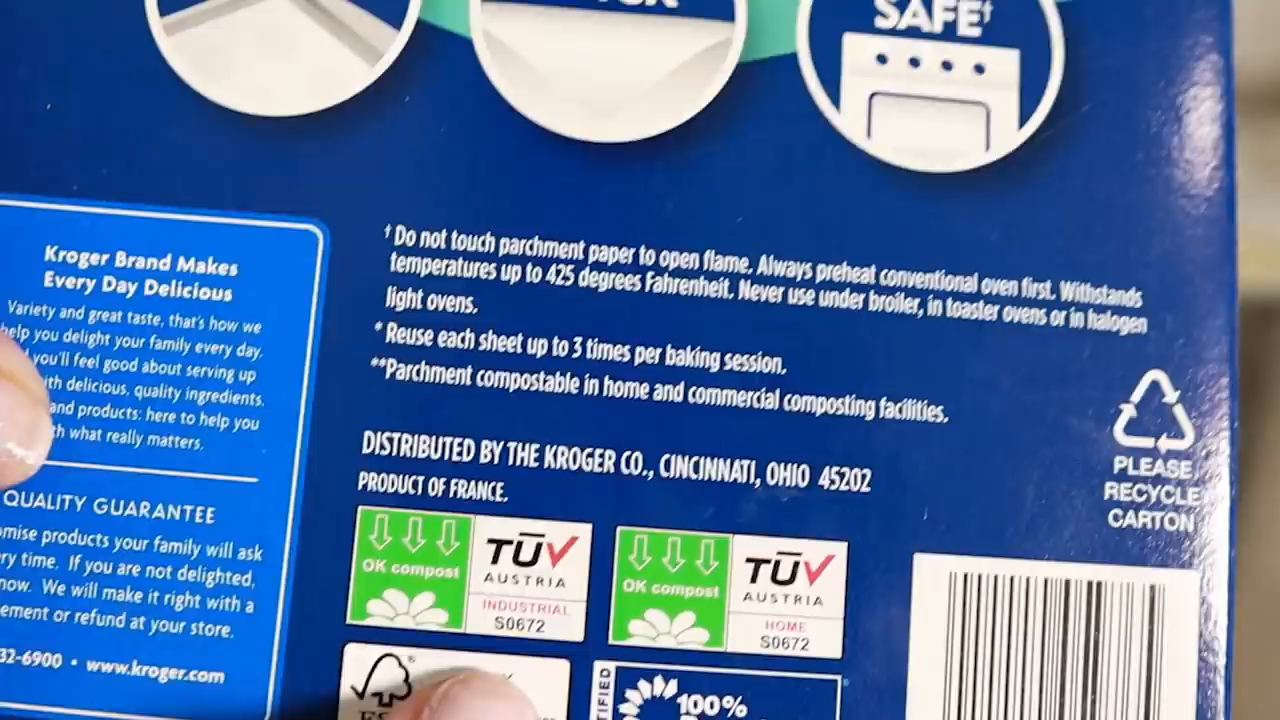 SAFE†
† Do not touch parchment paper to open flame. Always preheat conventional oven first. Withstands
temperatures up to 425 degrees Fahrenheit. Never use under broiler, in toaster ovens or in halogen
light ovens.
* Reuse each sheet up to 3 times per baking session.
**Parchment compostable in home and commercial composting facilities.
DISTRIBUTED BY THE KROGER CO., CINCINNATI, OHIO 45202
PRODUCT OF FRANCE.
Kroger Brand Makes
Every Day Delicious
Variety and great taste, that's how we
help you delight your family every day.
you'll feel good about serving up
with delicious, quality ingredients.
and products: here to help you
what really matters.
QUALITY GUARANTEE
products your family will ask
time. If you are not delighted,
now. We will make it right with a
or refund at your store.
32-6900 • www.kroger.com
PLEASE
RECYCLE
CARTON
OK compost
TÜV
AUSTRIA
INDUSTRIAL
S0672
OK compost
TÜV
AUSTRIA
HOME
S0672
100%